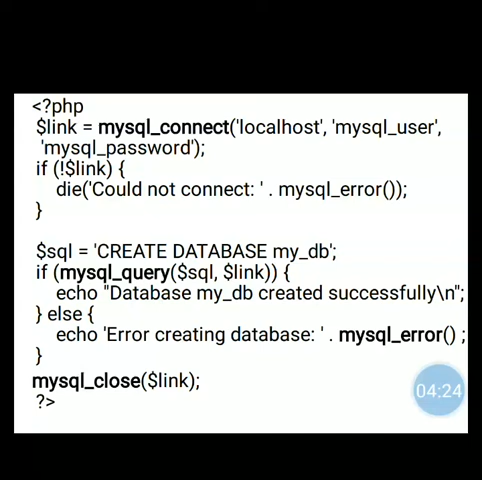 <?php
$link = mysql_connect('localhost', 'mysql_user',
'mysql_password');
if (!$link) {
die('Could not connect: ' . mysql_error());
}
$sql = 'CREATE DATABASE my_db';
if (mysql_query($sql, $link)) {
echo "Database my_db created successfully\n";
} else {
echo 'Error creating database: ' . mysql_error() ;
}
mysql_close($link);
?>
04:24